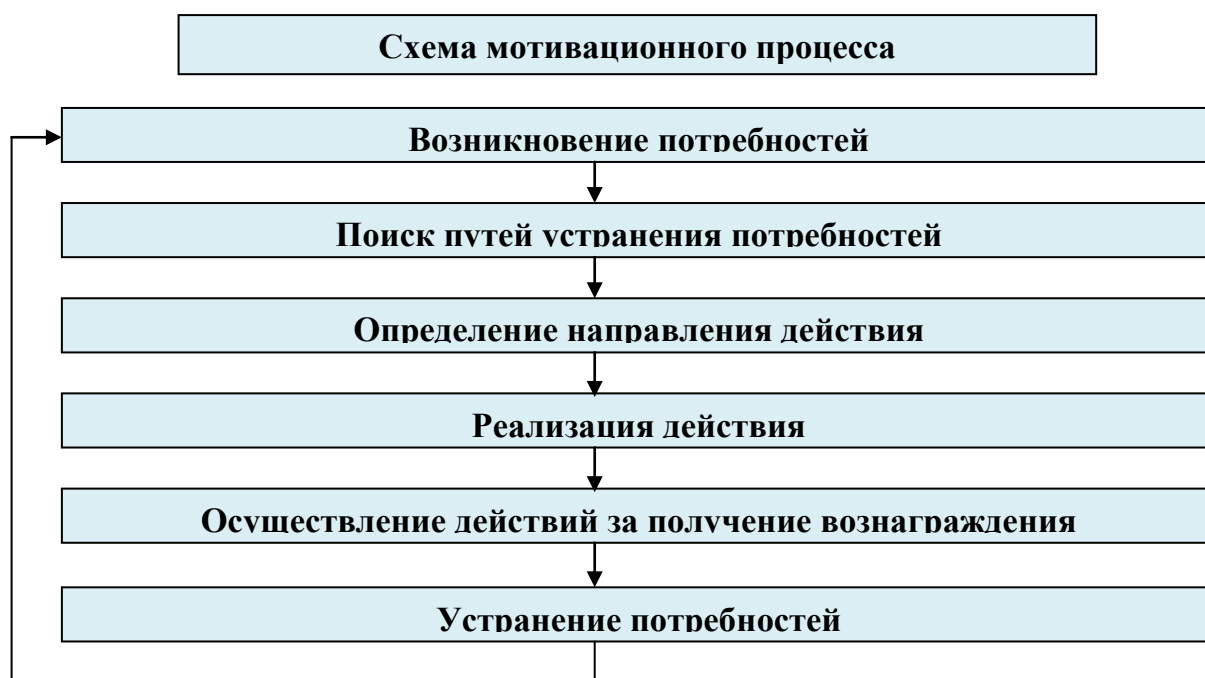 Схема мотивационного процесса
Возникновение потребностей
Поиск путей устранения потребностей
Определение направления действия
Реализация действия
Осуществление действий за получение вознаграждения
Устранение потребностей